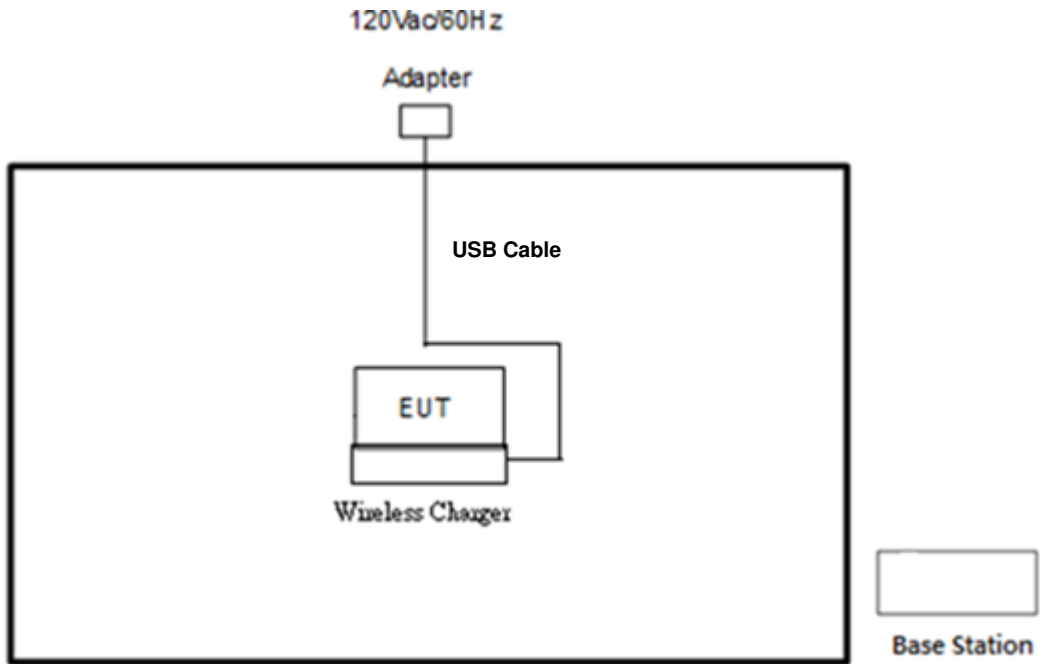 120Vac/60Hz
Adapter
USB Cable
EUT
Wireless Charger
Base Station